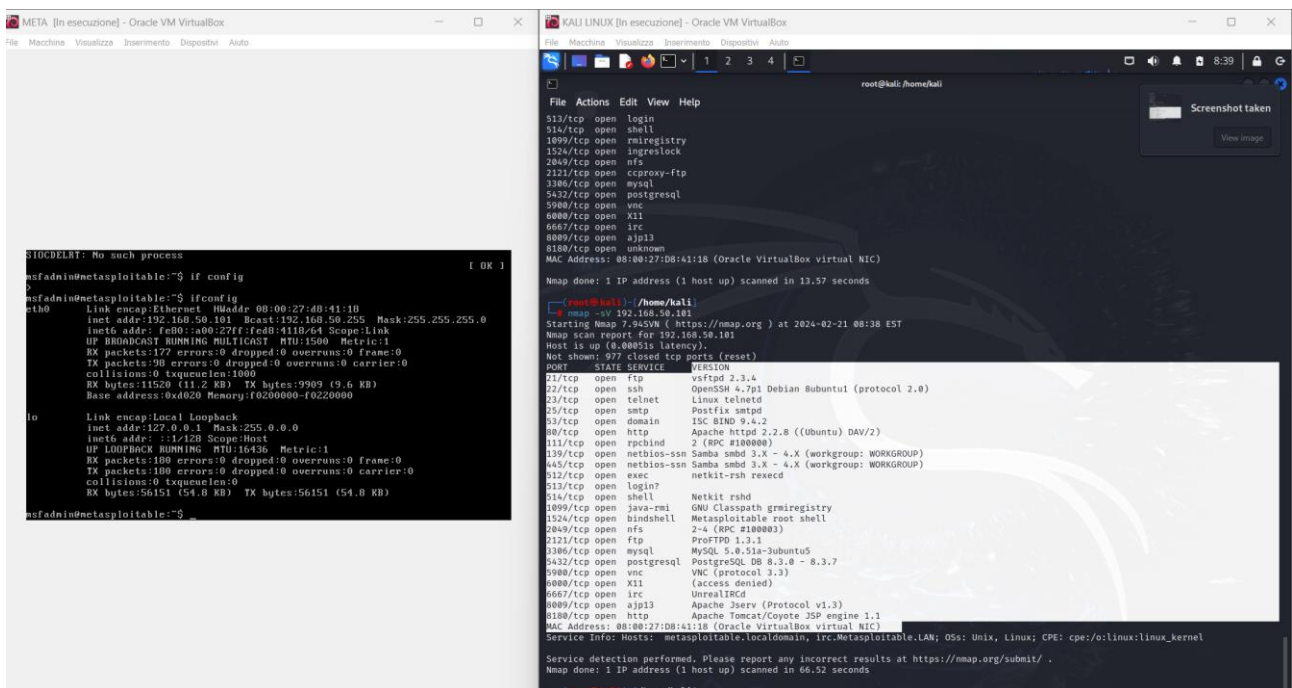 META [In esecuzione] - Oracle VM VirtualBox
File Macchina Visualizza Inserimento Dispositivi Aiuto
SIOCDELRT: No such process
[ OK ]
msfadmin@metasploitable:~$ if config
>
msfadmin@metasploitable:~$ ifconfig
eth0 Link encap:Ethernet HWaddr 08:00:27:d8:41:18
inet addr:192.168.50.101 Bcast:192.168.50.255 Mask:255.255.255.0
inet6 addr: fe80::a00:27ff:fed8:4118/64 Scope:Link
UP BROADCAST RUNNING MULTICAST MTU:1500 Metric:1
RX packets:177 errors:0 dropped:0 overruns:0 frame:0
TX packets:98 errors:0 dropped:0 overruns:0 carrier:0
collisions:0 txqueuelen:1000
RX bytes:11520 (11.2 KB) TX bytes:9909 (9.6 KB)
Base address:0xd020 Memory:f0200000-f0220000
lo Link encap:Local Loopback
inet addr:127.0.0.1 Mask:255.0.0.0
inet6 addr: ::1/128 Scope:Host
UP LOOPBACK RUNNING MTU:16436 Metric:1
RX packets:180 errors:0 dropped:0 overruns:0 frame:0
TX packets:180 errors:0 dropped:0 overruns:0 carrier:0
collisions:0 txqueuelen:0
RX bytes:56151 (54.8 KB) TX bytes:56151 (54.8 KB)
msfadmin@metasploitable:~$ _
KALI LINUX [In esecuzione] - Oracle VM VirtualBox
File Macchina Visualizza Inserimento Dispositivi Aiuto
1 2 3 4 8:39
root@kali: /home/kali
File Actions Edit View Help
Screenshot taken
View image
513/tcp open login
514/tcp open shell
1099/tcp open rmiregistry
1524/tcp open ingreslock
2049/tcp open nfs
2121/tcp open ccproxy-ftp
3306/tcp open mysql
5432/tcp open postgresql
5900/tcp open vnc
6000/tcp open X11
6667/tcp open irc
8009/tcp open ajp13
8180/tcp open unknown
MAC Address: 08:00:27:D8:41:18 (Oracle VirtualBox virtual NIC)
Nmap done: 1 IP address (1 host up) scanned in 13.57 seconds
(root㉿kali)-[/home/kali]
# nmap -sV 192.168.50.101
Starting Nmap 7.94SVN ( https://nmap.org ) at 2024-02-21 08:38 EST
Nmap scan report for 192.168.50.101
Host is up (0.00051s latency).
Not shown: 977 closed tcp ports (reset)
PORT STATE SERVICE VERSION
21/tcp open ftp vsftpd 2.3.4
22/tcp open ssh OpenSSH 4.7p1 Debian 8ubuntu1 (protocol 2.0)
23/tcp open telnet Linux telnetd
25/tcp open smtp Postfix smtpd
53/tcp open domain ISC BIND 9.4.2
80/tcp open http Apache httpd 2.2.8 ((Ubuntu) DAV/2)
111/tcp open rpcbind 2 (RPC #100000)
139/tcp open netbios-ssn Samba smbd 3.X - 4.X (workgroup: WORKGROUP)
445/tcp open netbios-ssn Samba smbd 3.X - 4.X (workgroup: WORKGROUP)
512/tcp open exec netkit-rsh rexecd
513/tcp open login?
514/tcp open shell Netkit rshd
1099/tcp open java-rmi GNU Classpath grmiregistry
1524/tcp open bindshell Metasploitable root shell
2049/tcp open nfs 2-4 (RPC #100003)
2121/tcp open ftp ProFTPD 1.3.1
3306/tcp open mysql MySQL 5.0.51a-3ubuntu5
5432/tcp open postgresql PostgreSQL DB 8.3.0 - 8.3.7
5900/tcp open vnc VNC (protocol 3.3)
6000/tcp open X11 (access denied)
6667/tcp open irc UnrealIRCd
8009/tcp open ajp13 Apache Jserv (Protocol v1.3)
8180/tcp open http Apache Tomcat/Coyote JSP engine 1.1
MAC Address: 08:00:27:D8:41:18 (Oracle VirtualBox virtual NIC)
Service Info: Hosts: metasploitable.localdomain, irc.Metasploitable.LAN; OSs: Unix, Linux; CPE: cpe:/o:linux:linux_kernel
Service detection performed. Please report any incorrect results at https://nmap.org/submit/ .
Nmap done: 1 IP address (1 host up) scanned in 66.52 seconds